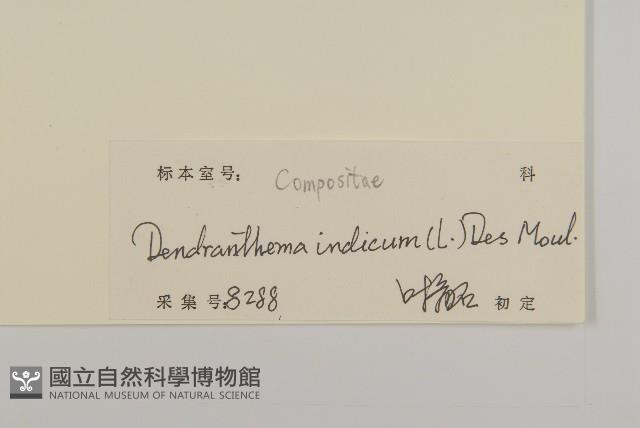 标本室号: Compositae 科
Dendranthema indicum (L.) Des Moul.
采集号: 8288 初定
國立自然科學博物館
NATIONAL MUSEUM OF NATURAL SCIENCE